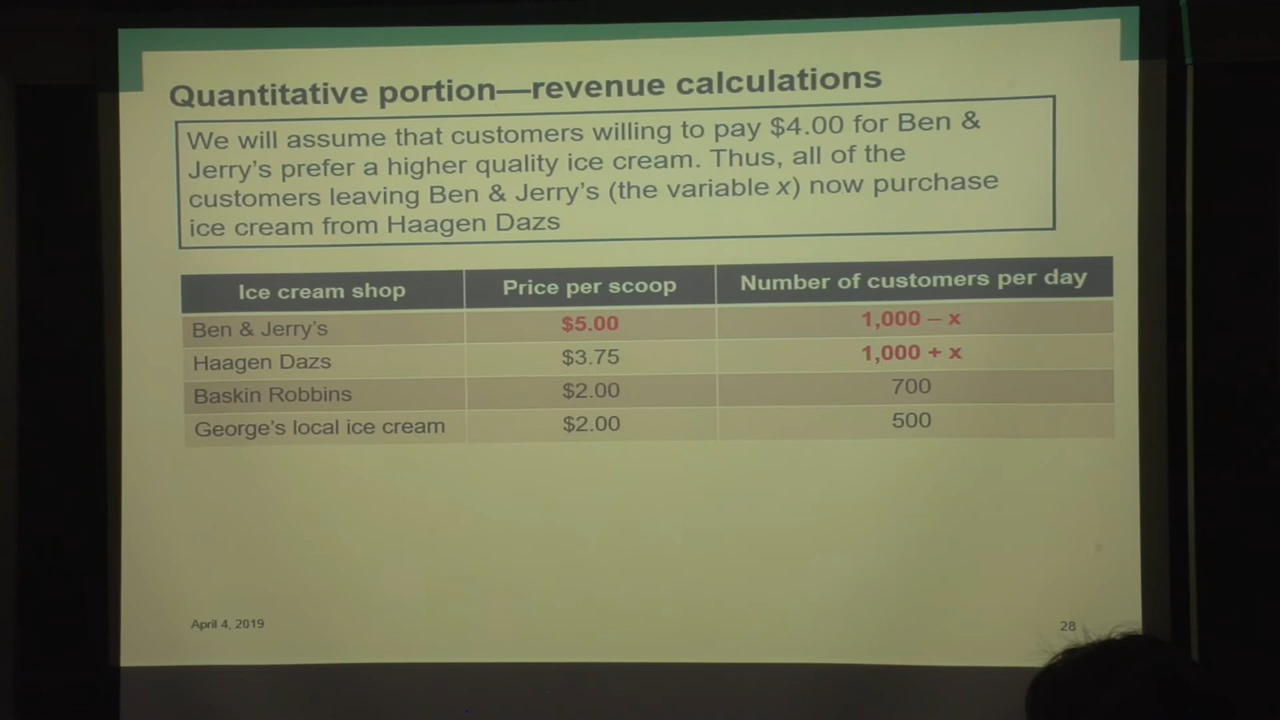 Quantitative portion—revenue calculations
We will assume that customers willing to pay $4.00 for Ben &
Jerry's prefer a higher quality ice cream. Thus, all of the
customers leaving Ben & Jerry's (the variable x) now purchase
ice cream from Haagen Dazs
Ice cream shop Price per scoop Number of customers per day
Ben & Jerry's $5.00 1,000 – x
Haagen Dazs $3.75 1,000 + x
Baskin Robbins $2.00 700
George's local ice cream $2.00 500
April 4, 2019 28